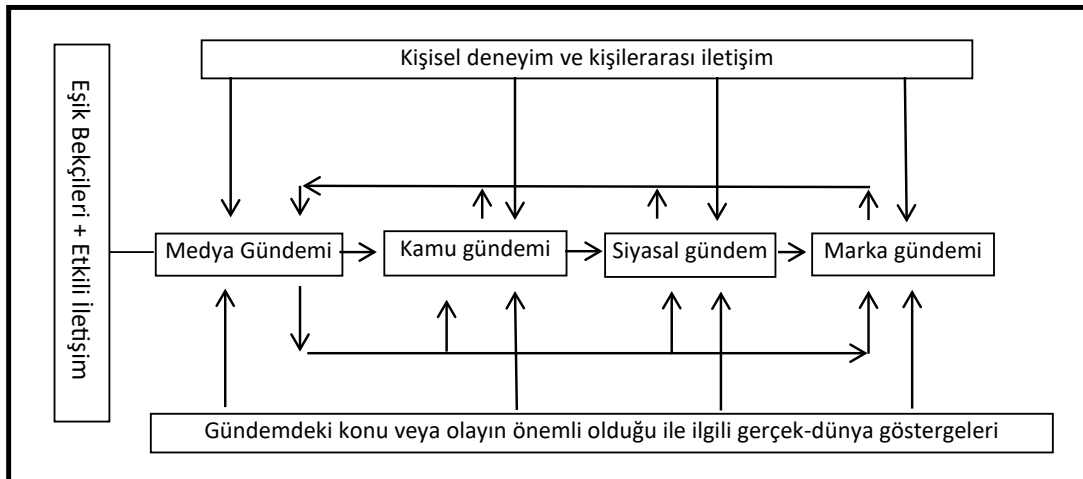 Kişisel deneyim ve kişilerarası iletişim
Eşik Bekçileri + Etkili İletişim
Medya Gündemi
Kamu gündemi
Siyasal gündem
Marka gündemi
Gündemdeki konu veya olayın önemli olduğu ile ilgili gerçek-dünya göstergeleri